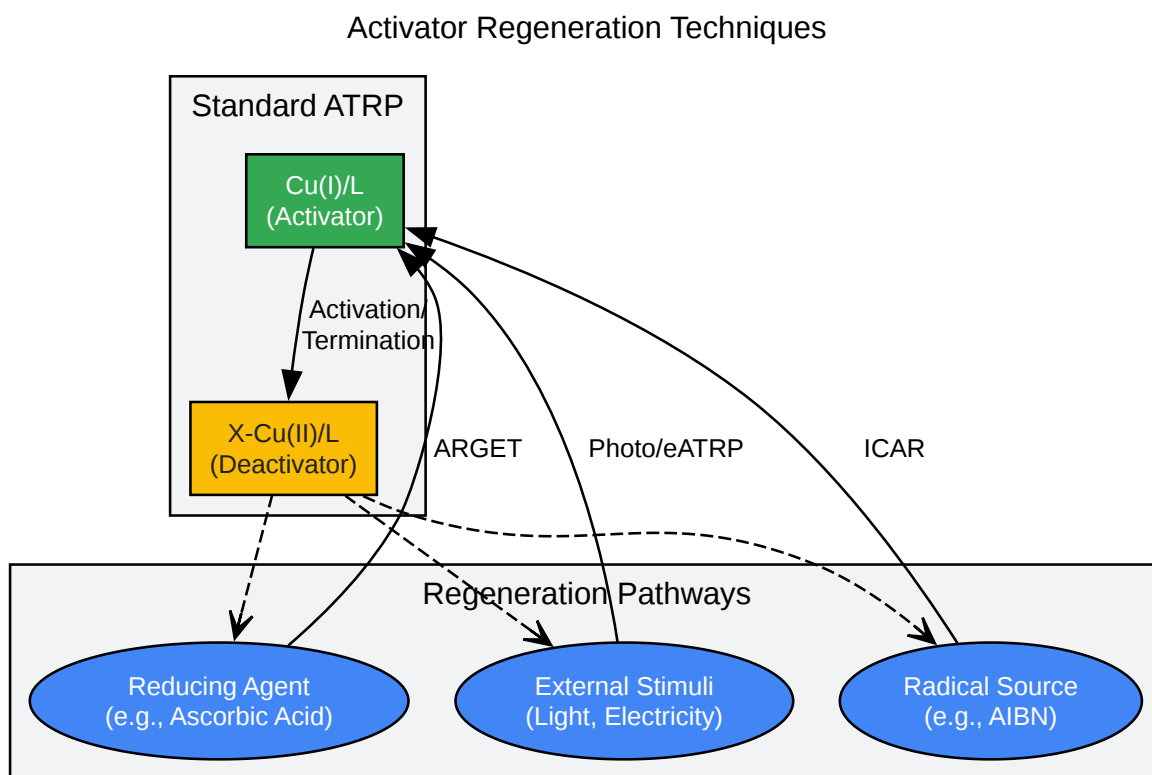 Activator Regeneration Techniques
Standard ATRP
Cu(I)/L
(Activator)
Activation/
Termination
X-Cu(II)/L
(Deactivator)
ARGET
Photo/eATRP
ICAR
Regeneration Pathways
Reducing Agent
(e.g., Ascorbic Acid)
External Stimuli
(Light, Electricity)
Radical Source
(e.g., AIBN)